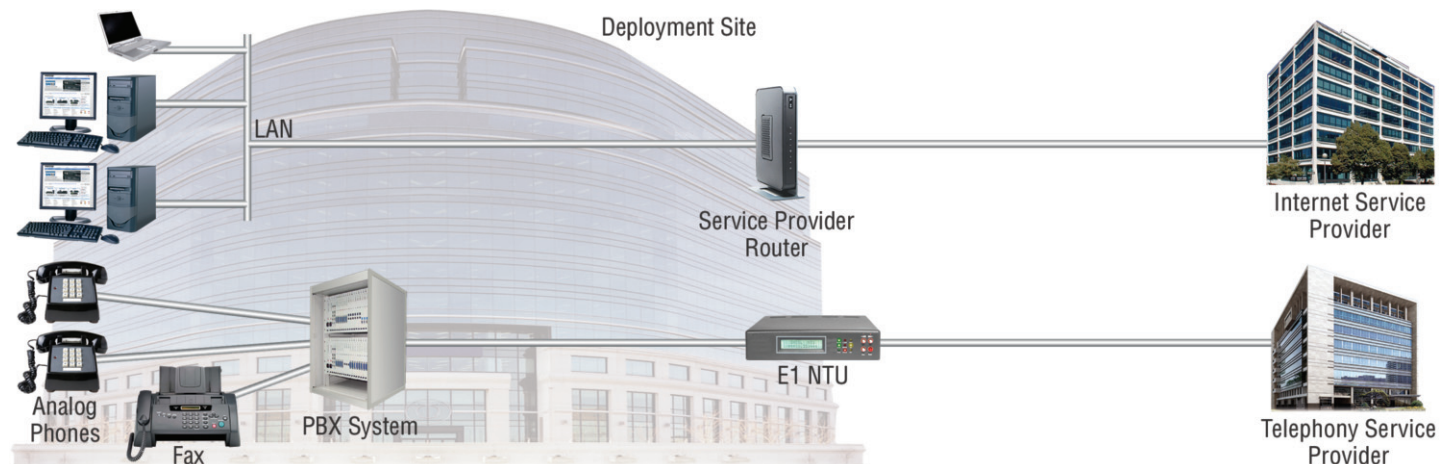 Deployment Site
LAN
Service Provider
Router
Internet Service
Provider
E1 NTU
PBX System
Analog
Phones
Fax
Telephony Service
Provider